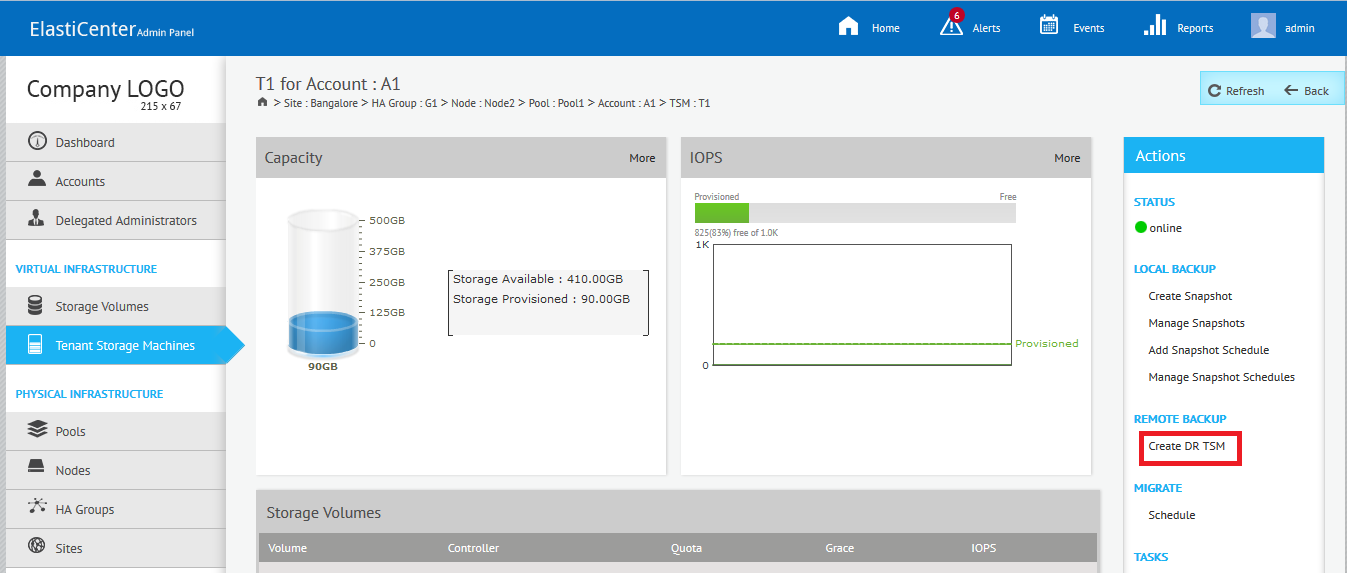 ElastiCenter Admin Panel
Home
6
Alerts
Events
Reports
admin
Company LOGO
215 x 67
Dashboard
Accounts
Delegated Administrators
VIRTUAL INFRASTRUCTURE
Storage Volumes
Tenant Storage Machines
PHYSICAL INFRASTRUCTURE
Pools
Nodes
HA Groups
Sites
T1 for Account : A1
> Site : Bangalore > HA Group : G1 > Node : Node2 > Pool : Pool1 > Account : A1 > TSM : T1
Refresh
Back
Capacity
More
500GB
375GB
250GB
125GB
0
90GB
Storage Available : 410.00GB
Storage Provisioned : 90.00GB
IOPS
More
Provisioned
Free
825(83%) free of 1.0K
1K
0
Provisioned
Storage Volumes
Volume Controller Quota Grace IOPS
Actions
STATUS
online
LOCAL BACKUP
Create Snapshot
Manage Snapshots
Add Snapshot Schedule
Manage Snapshot Schedules
REMOTE BACKUP
Create DR TSM
MIGRATE
Schedule
TASKS